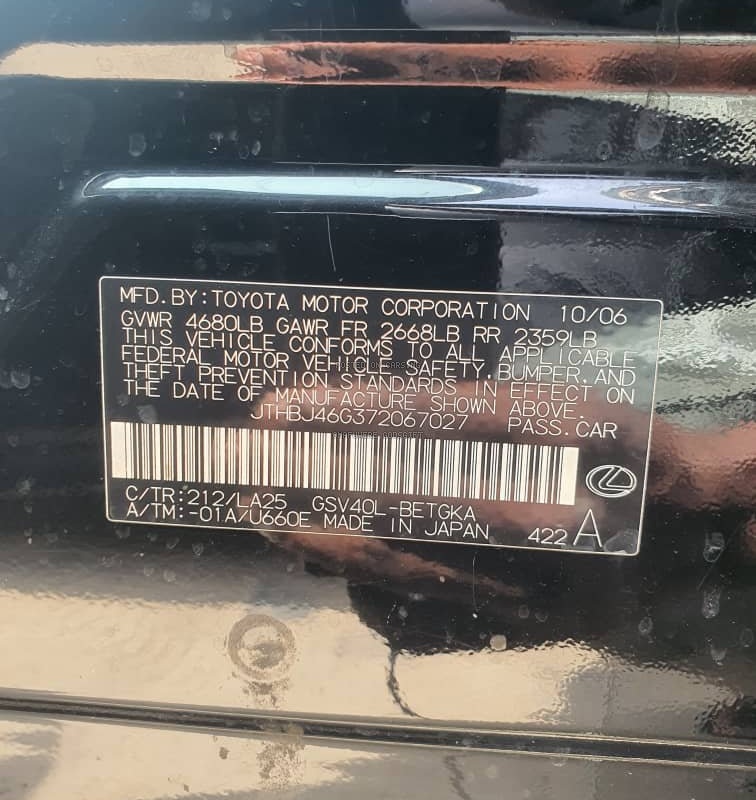 MFD.BY:TOYOTA MOTOR CORPORATION 10/06
GVWR 4680LB GAWR FR 2668LB RR 2359LB
THIS VEHICLE CONFORMS TO ALL APPLICABLE
FEDERAL MOTOR VEHICLE SAFETY, BUMPER, AND
THEFT PREVENTION STANDARDS IN EFFECT ON
THE DATE OF MANUFACTURE SHOWN ABOVE.
JTHBJ46G372067027 PASS.CAR
C/TR:212/LA25 GSV40L-BETGKA
A/TM:-01A/U660E MADE IN JAPAN 422 A